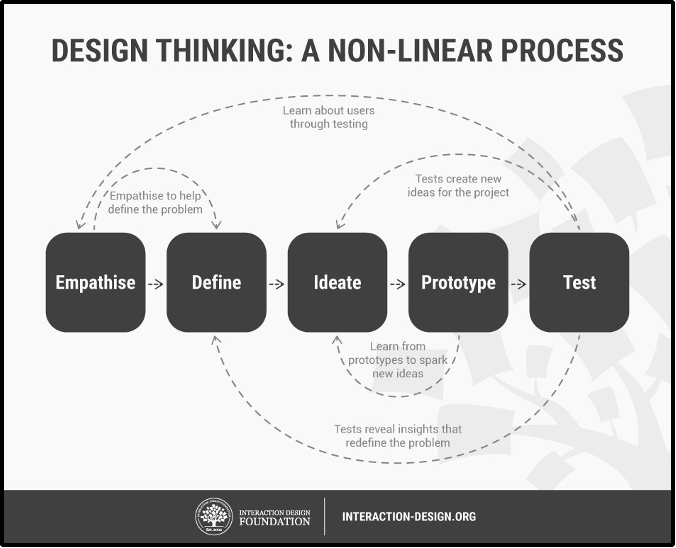 DESIGN THINKING: A NON-LINEAR PROCESS
Learn about users
through testing
Empathise to help
define the problem
Tests create new
ideas for the project
Empathise
Define
Ideate
Prototype
Test
Learn from
prototypes to spark
new ideas
Tests reveal insights that
redefine the problem
INTERACTION DESIGN
FOUNDATION
INTERACTION-DESIGN.ORG